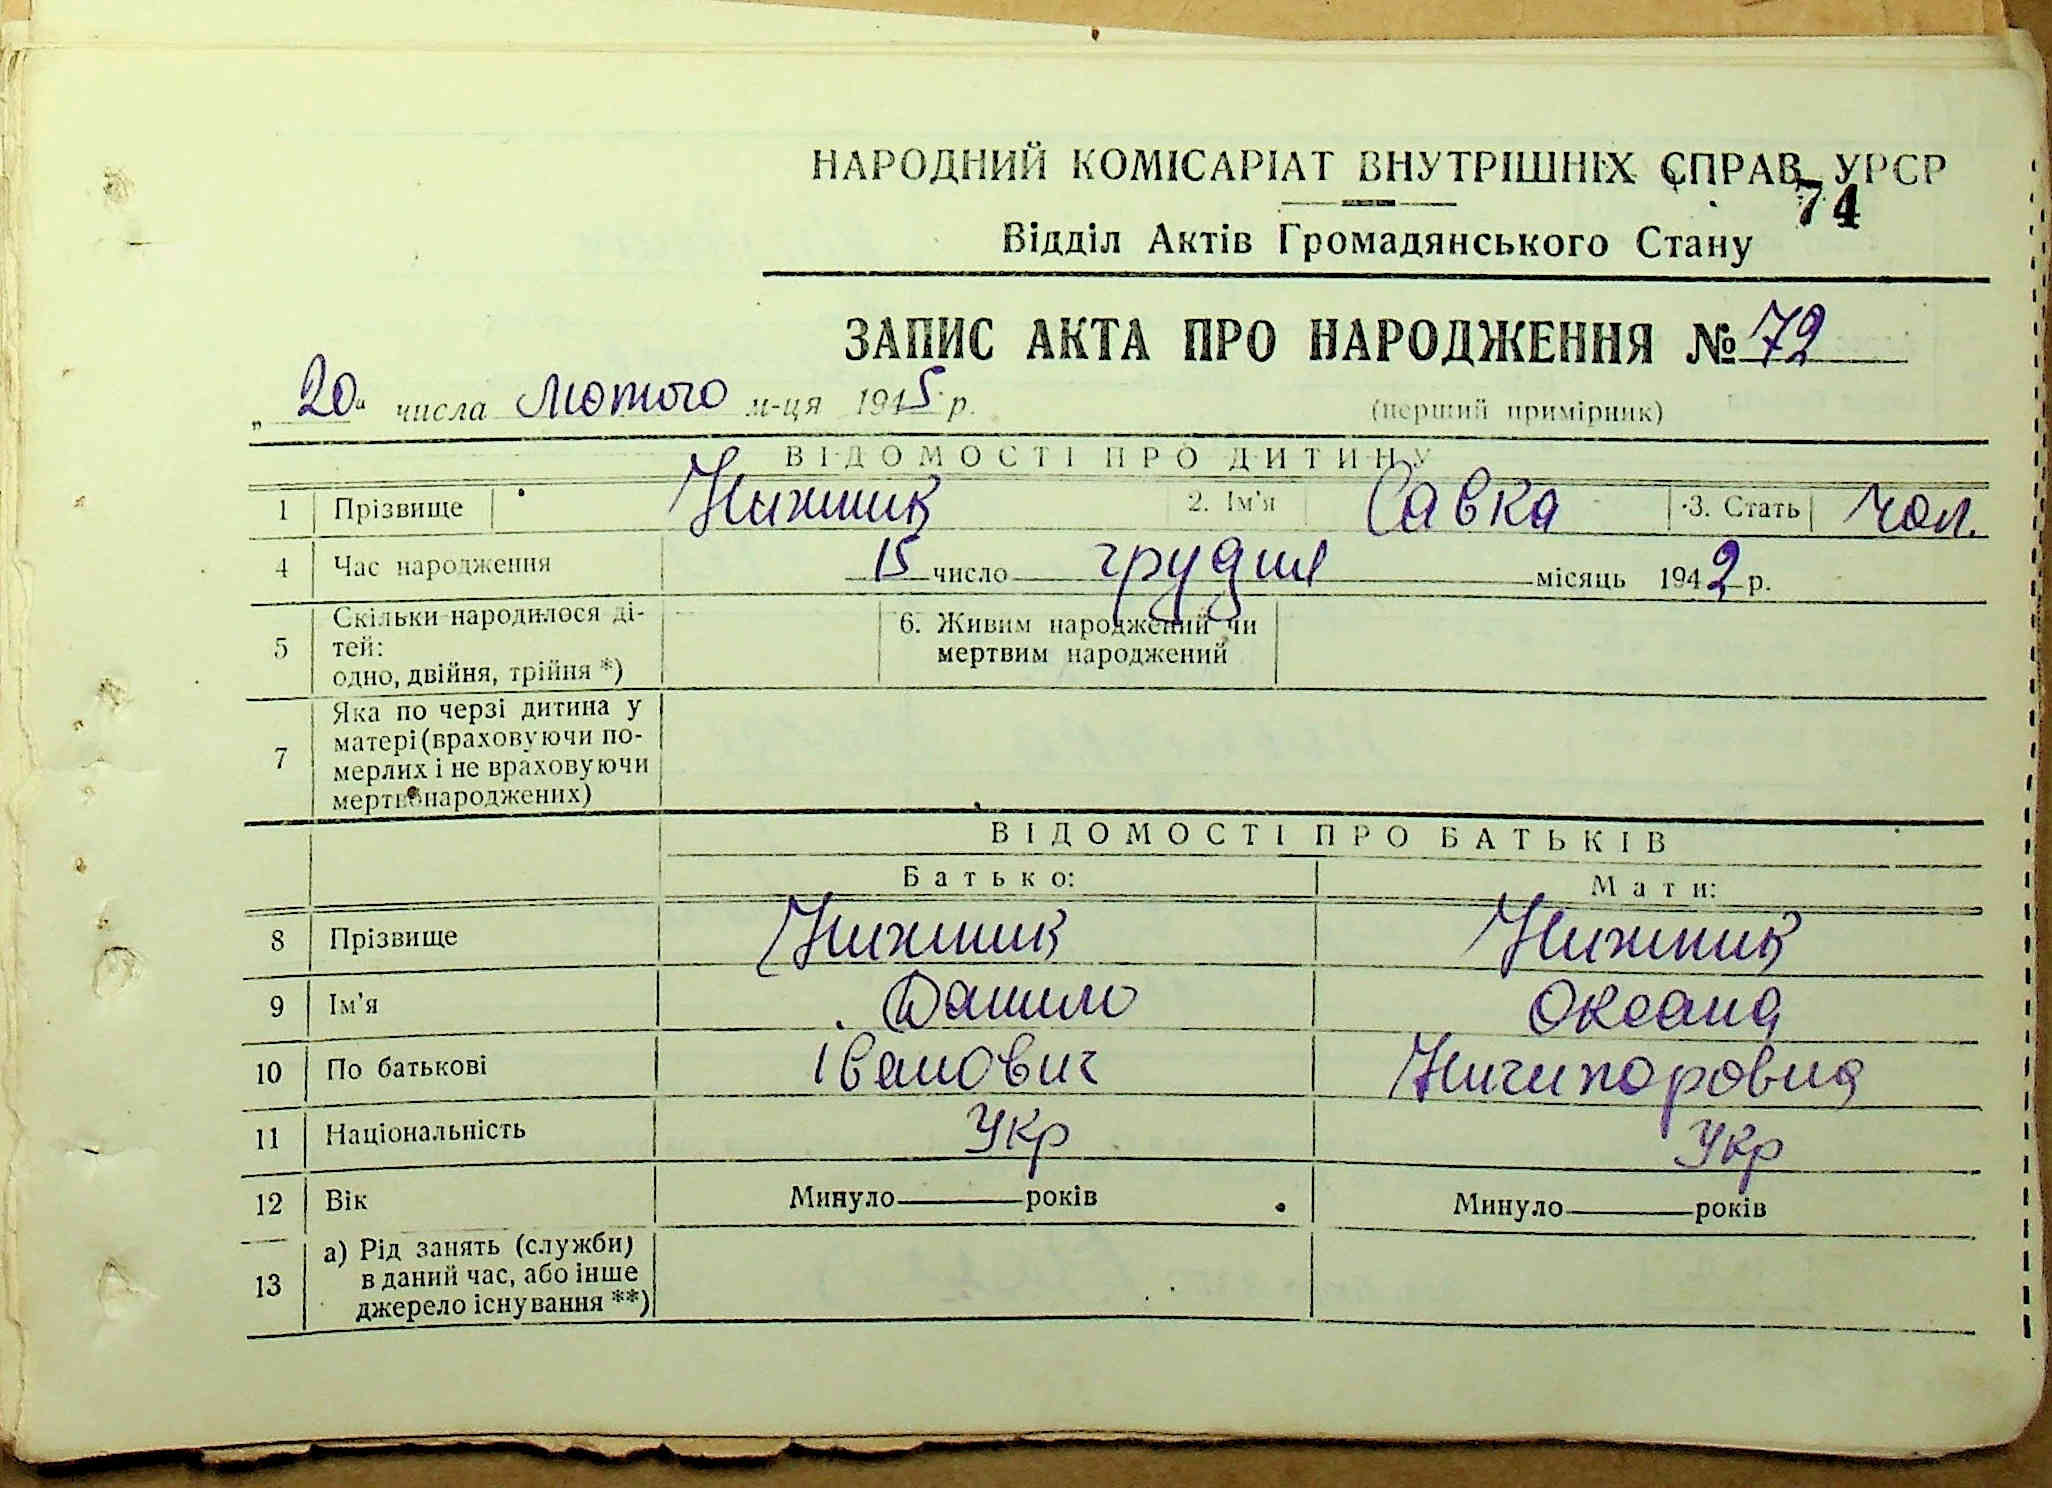 НАРОДНИЙ КОМІСАРІАТ ВНУТРІШНІХ СПРАВ УРСР
74
Відділ Актів Громадянського Стану
ЗАПИС АКТА ПРО НАРОДЖЕННЯ № 72
„20“ числа Лютого м-ця 1945 р. (перший примірник)
ВІДОМОСТІ ПРО ДИТИНУ
1 Прізвище Нижник 2. Ім'я Савка 3. Стать чол.
4 Час народження 15 число грудня місяць 1942 р.
5 Скільки народилося ді-
тей:
одно, двійня, трійня *)
6. Живим народжений чи
мертвим народжений
7 Яка по черзі дитина у
матері (враховуючи по-
мерлих і не враховуючи
мертвонароджених)
ВІДОМОСТІ ПРО БАТЬКІВ
Батько: Мати:
8 Прізвище Нижник Нижник
9 Ім'я Данило Оксана
10 По батькові Іванович Ничипоровна
11 Національність Укр Укр
12 Вік Минуло років Минуло років
13 а) Рід занять (служби)
в даний час, або інше
джерело існування **)